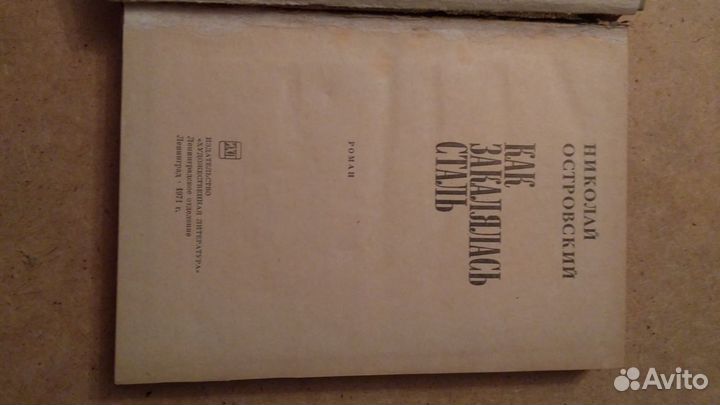 НИКОЛАЙ
ОСТРОВСКИЙ
КАК
ЗАКАЛЯЛАСЬ
СТАЛЬ
РОМАН
ИЗДАТЕЛЬСТВО
«ХУДОЖЕСТВЕННАЯ ЛИТЕРАТУРА»
Ленинградское отделение
Ленинград · 1971 г.
Avito